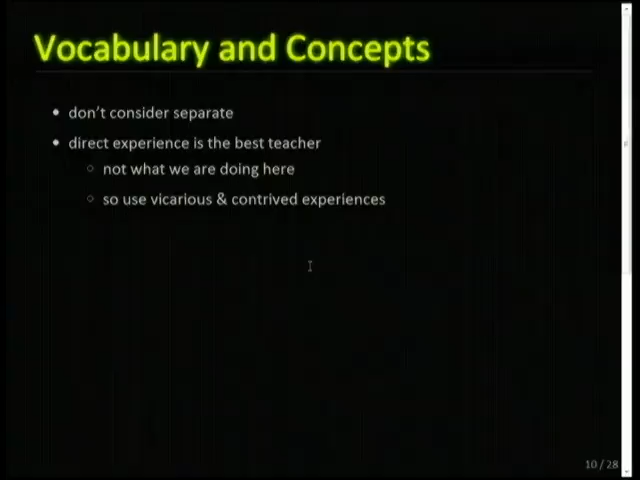 Vocabulary and Concepts
• don't consider separate
• direct experience is the best teacher
○ not what we are doing here
○ so use vicarious & contrived experiences
10 / 28